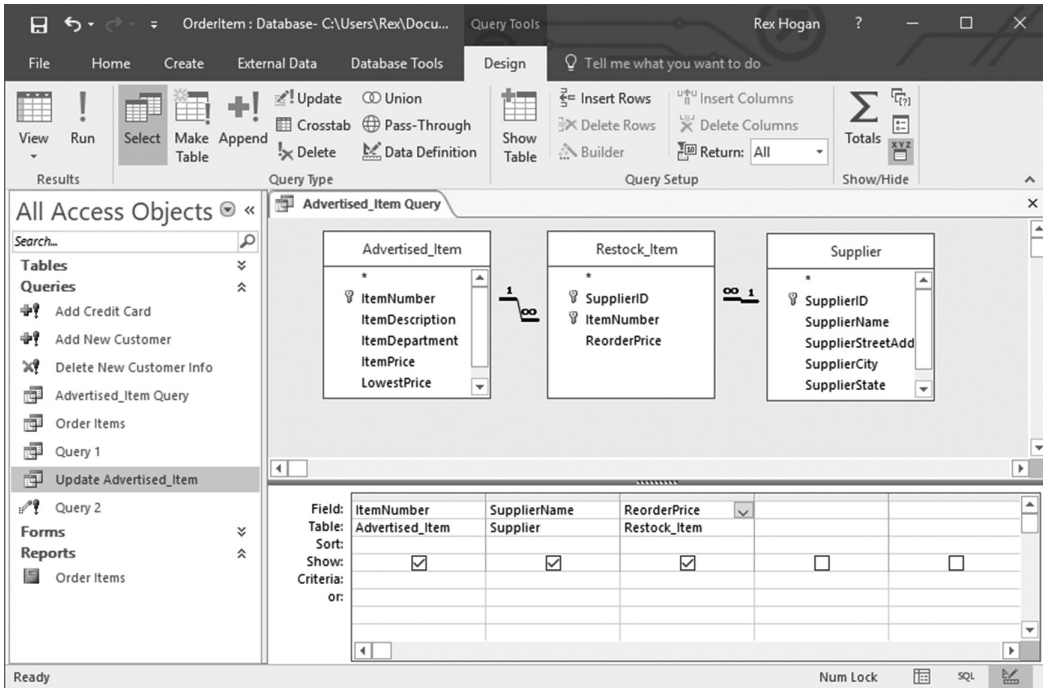 OrderItem : Database- C:\Users\Rex\Docu... Query Tools Rex Hogan ?
File Home Create External Data Database Tools Design Tell me what you want to do
View Run Select Make Table Append
Update Union
Crosstab Pass-Through
Delete Data Definition
Show Table
Insert Rows Insert Columns
Delete Rows Delete Columns
Builder Return: All
Totals
XYZ
Results Query Type Query Setup Show/Hide
All Access Objects
Search...
Tables
Queries
Add Credit Card
Add New Customer
Delete New Customer Info
Advertised_Item Query
Order Items
Query 1
Update Advertised_Item
Query 2
Forms
Reports
Order Items
Advertised_Item Query
Advertised_Item
*
ItemNumber
ItemDescription
ItemDepartment
ItemPrice
LowestPrice
1 ∞
Restock_Item
*
SupplierID
ItemNumber
ReorderPrice
∞ 1
Supplier
*
SupplierID
SupplierName
SupplierStreetAdd
SupplierCity
SupplierState
Field: ItemNumber SupplierName ReorderPrice
Table: Advertised_Item Supplier Restock_Item
Sort:
Show:
Criteria:
or:
Ready Num Lock SQL